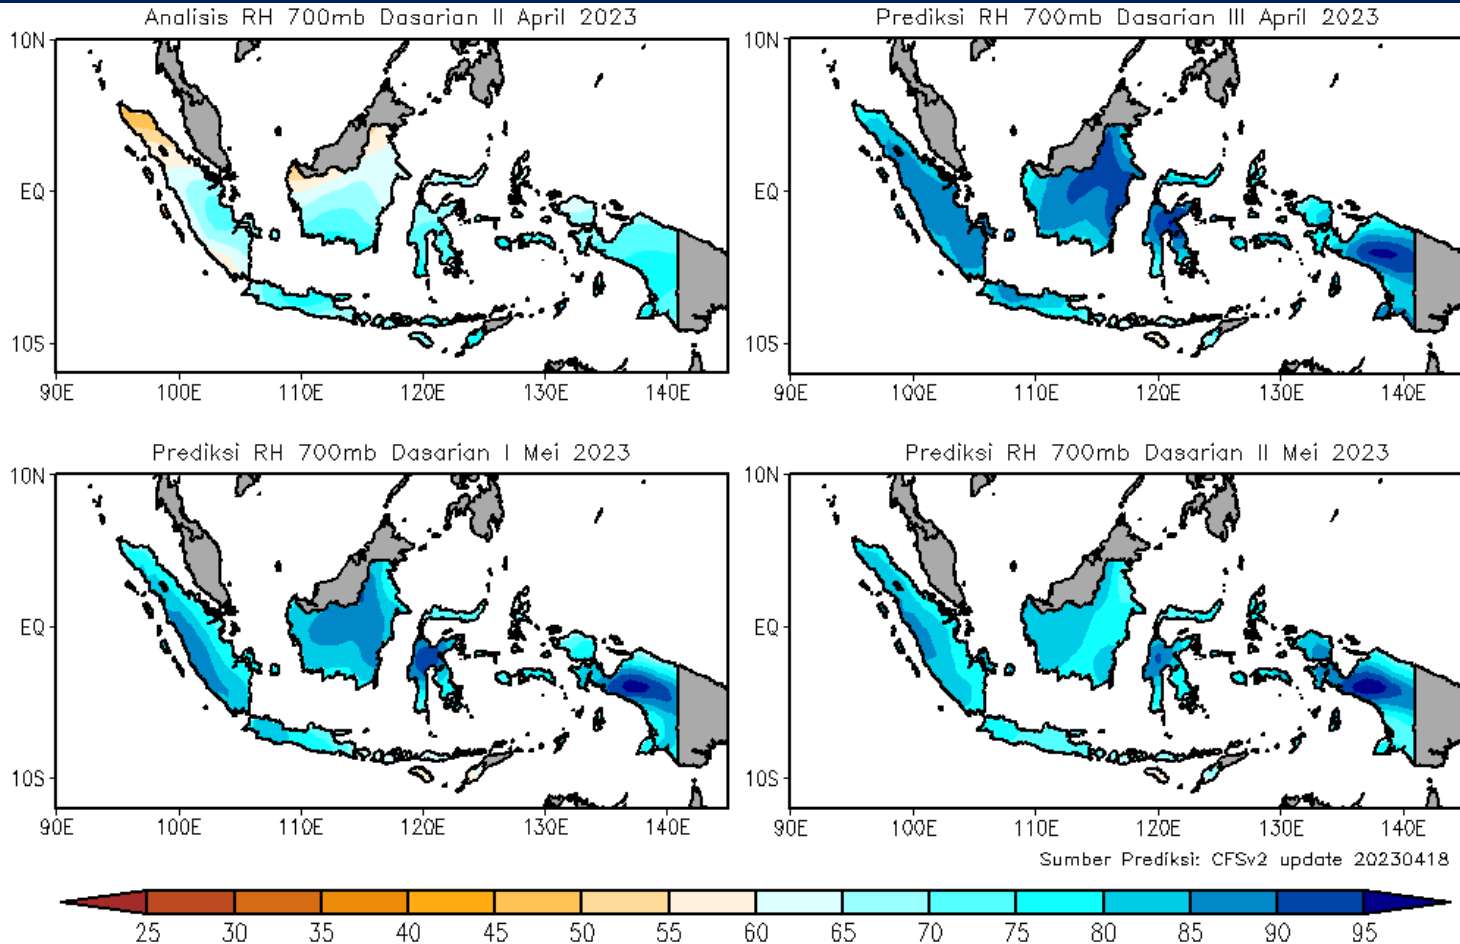 Analisis RH 700mb Dasarian II April 2023
Prediksi RH 700mb Dasarian III April 2023
10N
EQ
10S
90E 100E 110E 120E 130E 140E
10N
EQ
10S
90E 100E 110E 120E 130E 140E
Prediksi RH 700mb Dasarian I Mei 2023
Prediksi RH 700mb Dasarian II Mei 2023
10N
EQ
10S
90E 100E 110E 120E 130E 140E
10N
EQ
10S
90E 100E 110E 120E 130E 140E
Sumber Prediksi: CFSv2 update 20230418
25 30 35 40 45 50 55 60 65 70 75 80 85 90 95